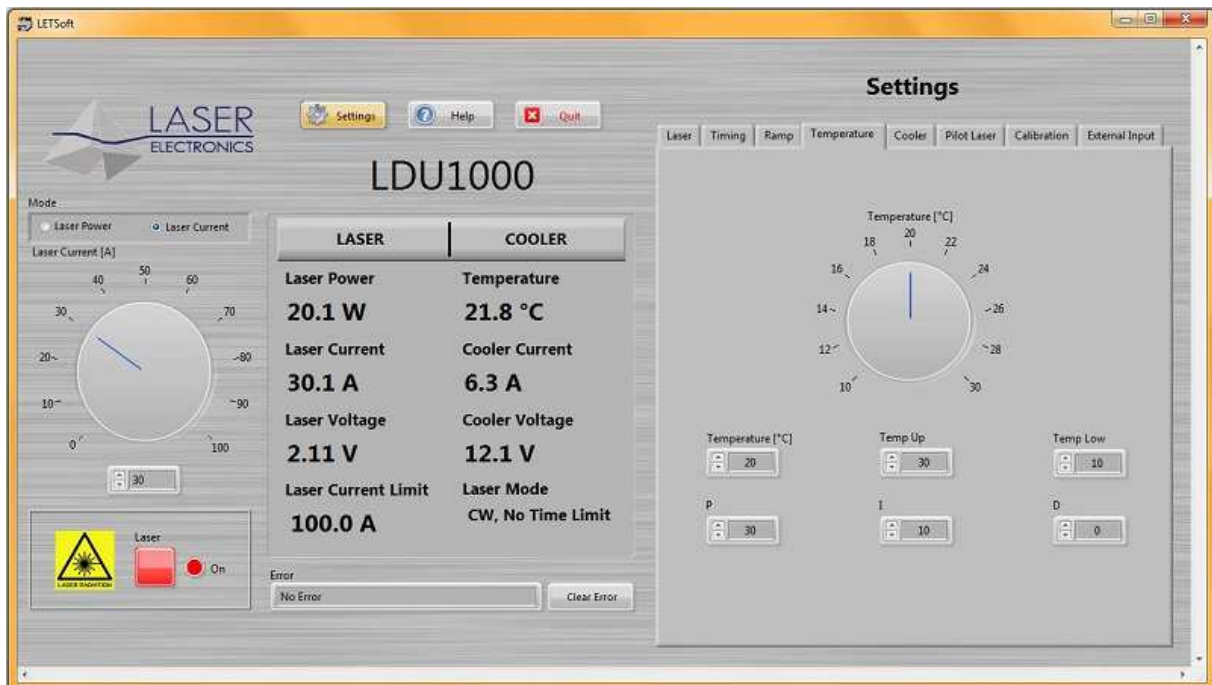 LETSoft
Settings
LASER
ELECTRONICS
Settings Help Quit
LDU1000
Laser Timing Ramp Temperature Cooler Pilot Laser Calibration External Input
Mode
Laser Power Laser Current
Laser Current [A]
0 10 20 30 40 50 60 70 80 90 100
30
LASER COOLER
Laser Power Temperature
20.1 W 21.8 °C
Laser Current Cooler Current
30.1 A 6.3 A
Laser Voltage Cooler Voltage
2.11 V 12.1 V
Laser Current Limit Laser Mode
100.0 A CW, No Time Limit
Laser
On
LASER RADIATION
Error
No Error Clear Error
Temperature [°C]
10 12 14 16 18 20 22 24 26 28 30
Temperature [°C] Temp Up Temp Low
20 30 10
P I D
30 10 0